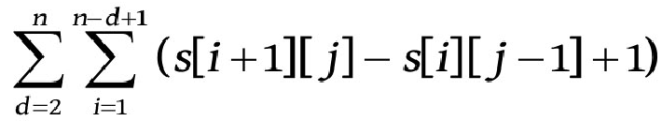 n n−d+1
∑ ∑ (s[i+1][j]−s[i][j−1]+1)
d=2 i=1